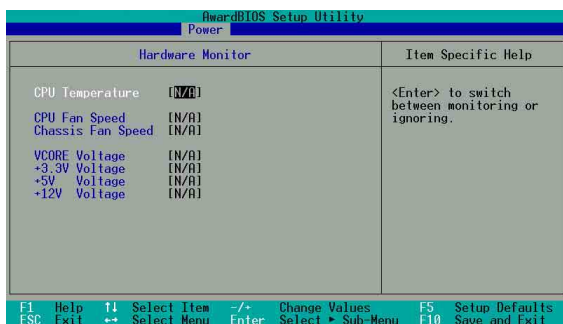 AwardBIOS Setup Utility
Power
Hardware Monitor
Item Specific Help
CPU Temperature [N/A]
CPU Fan Speed [N/A]
Chassis Fan Speed [N/A]
VCORE Voltage [N/A]
+3.3V Voltage [N/A]
+5V Voltage [N/A]
+12V Voltage [N/A]
<Enter> to switch
between monitoring or
ignoring.
F1 Help ↑↓ Select Item -/+ Change Values F5 Setup Defaults
ESC Exit ←→ Select Menu Enter Select ► Sub-Menu F10 Save and Exit